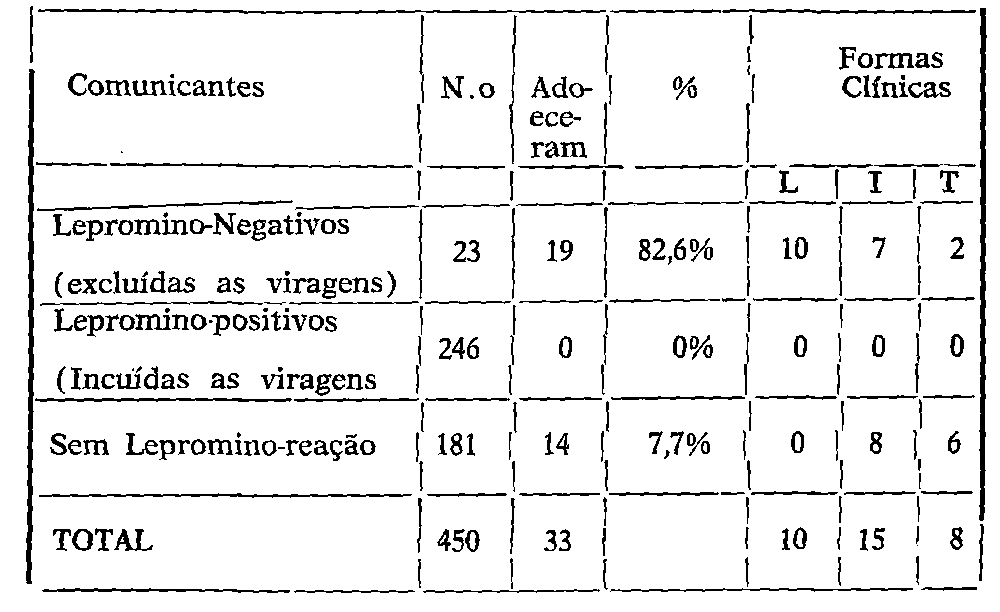 Comunicantes N.o Ado- % Formas
ece- Clínicas
ram
L I T
Lepromino-Negativos
23 19 82,6% 10 7 2
(excluídas as viragens)
Lepromino-positivos
246 0 0% 0 0 0
(Incuídas as viragens
Sem Lepromino-reação 181 14 7,7% 0 8 6
TOTAL 450 33 10 15 8